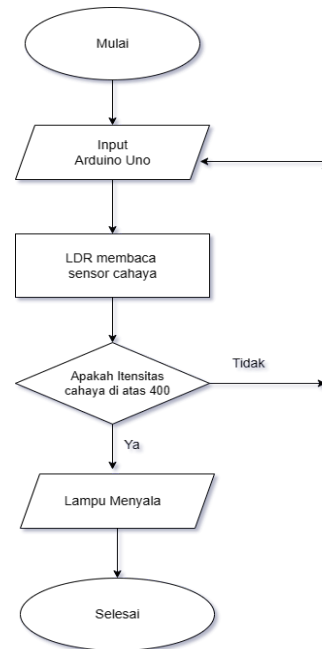 Mulai
Input
Arduino Uno
LDR membaca
sensor cahaya
Apakah Itensitas
cahaya di atas 400
Tidak
Ya
Lampu Menyala
Selesai